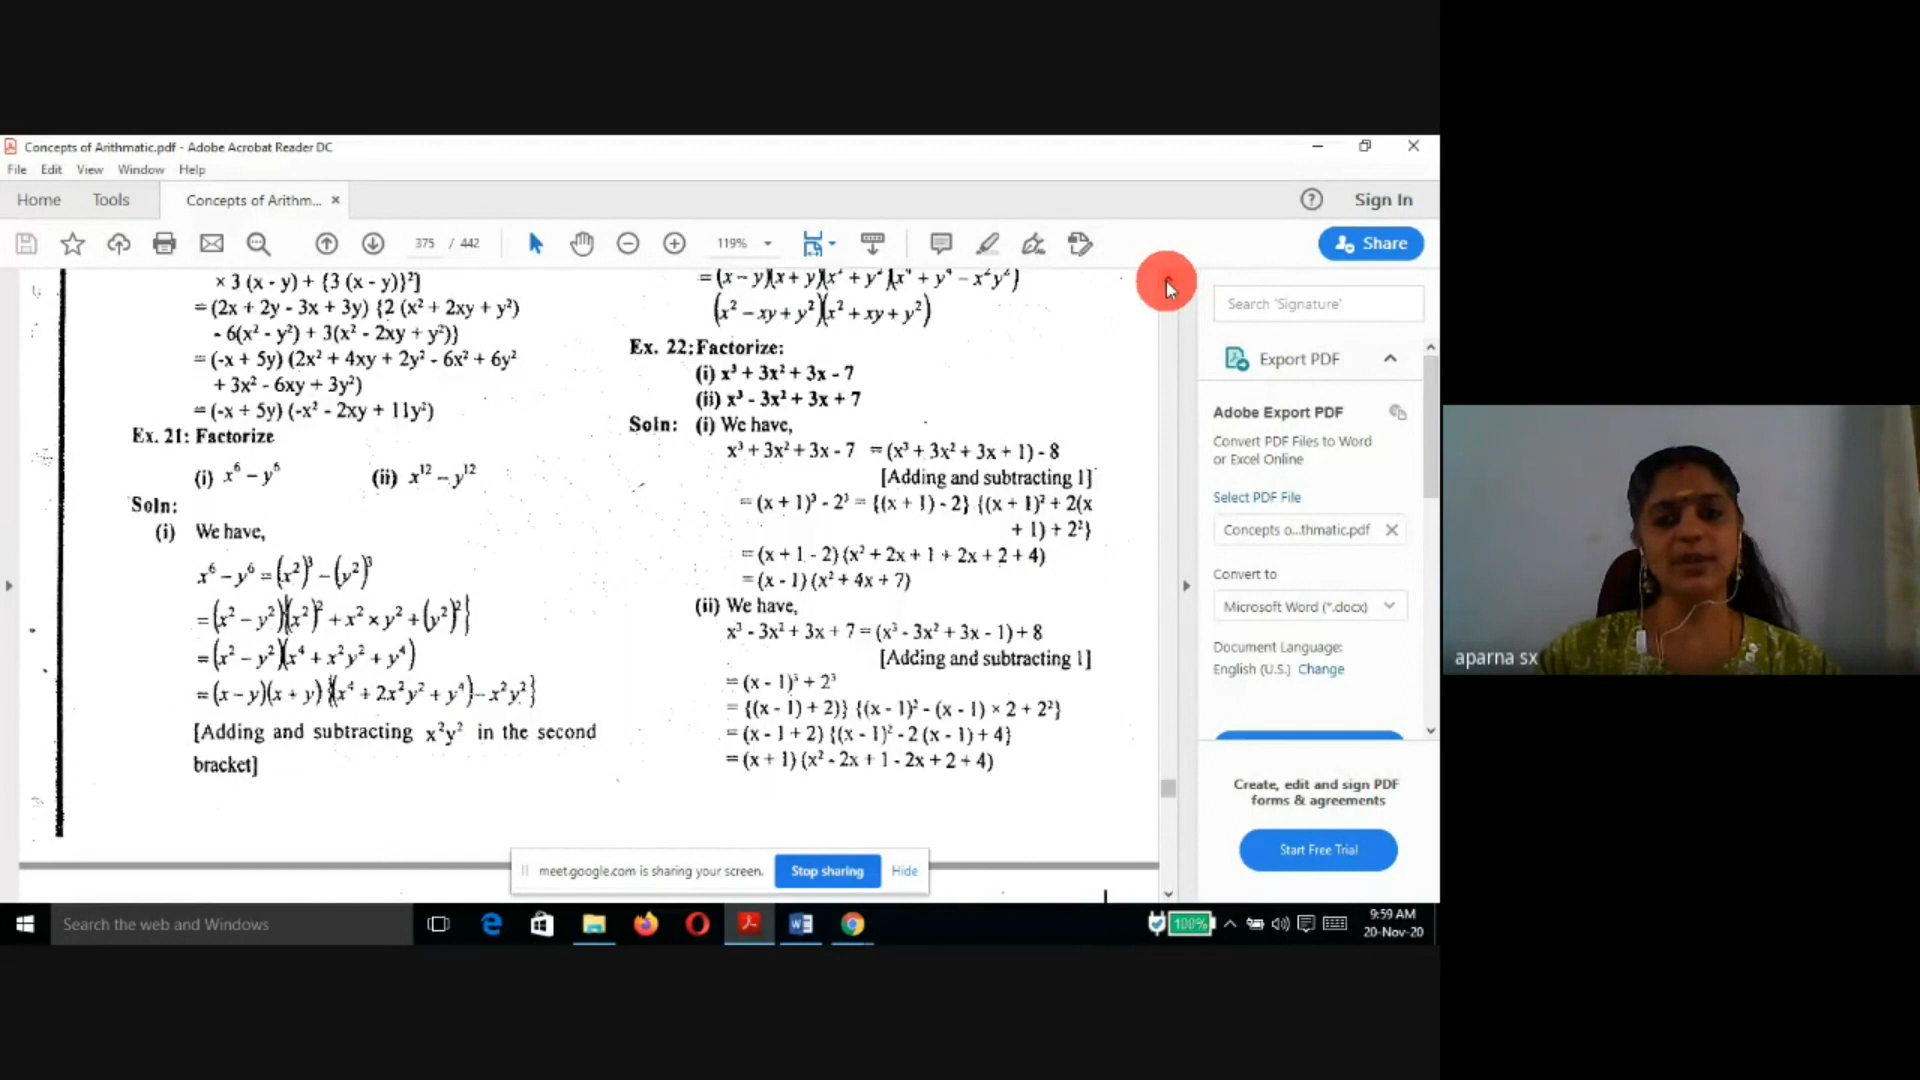 Concepts of Arithmatic.pdf - Adobe Acrobat Reader DC
File Edit View Window Help
Home Tools Concepts of Arithm... × Sign In
375 / 442 119% Share
× 3 (x - y) + {3 (x - y)}²]
= (2x + 2y - 3x + 3y) {2 (x² + 2xy + y²)
- 6(x² - y²) + 3(x² - 2xy + y²)}
= (-x + 5y) (2x² + 4xy + 2y² - 6x² + 6y²
+ 3x² - 6xy + 3y²)
= (-x + 5y) (-x² - 2xy + 11y²)
Ex. 21: Factorize
(i) x⁶ – y⁶ (ii) x¹² – y¹²
Soln:
(i) We have,
x⁶ – y⁶ = (x²)³ – (y²)³
= (x² – y²){(x²)² + x² × y² + (y²)²}
= (x² – y²)(x⁴ + x²y² + y⁴)
= (x – y)(x + y){(x⁴ + 2x²y² + y⁴) – x²y²}
[Adding and subtracting x²y² in the second
bracket]
= (x – y)(x + y)(x² + y²)(x⁴ + y⁴ – x²y²)
(x² – xy + y²)(x² + xy + y²)
Ex. 22: Factorize:
(i) x³ + 3x² + 3x - 7
(ii) x³ - 3x² + 3x + 7
Soln: (i) We have,
x³ + 3x² + 3x - 7 = (x³ + 3x² + 3x + 1) - 8
[Adding and subtracting 1]
= (x + 1)³ - 2³ = {(x + 1) - 2} {(x + 1)² + 2(x
+ 1) + 2²}
= (x + 1 - 2) (x² + 2x + 1 + 2x + 2 + 4)
= (x - 1) (x² + 4x + 7)
(ii) We have,
x³ - 3x² + 3x + 7 = (x³ - 3x² + 3x - 1) + 8
[Adding and subtracting 1]
= (x - 1)³ + 2³
= {(x - 1) + 2)} {(x - 1)² - (x - 1) × 2 + 2²}
= (x - 1 + 2) {(x - 1)² - 2 (x - 1) + 4}
= (x + 1) (x² - 2x + 1 - 2x + 2 + 4)
Search 'Signature'
Export PDF
Adobe Export PDF
Convert PDF Files to Word
or Excel Online
Select PDF File
Concepts o...thmatic.pdf ×
Convert to
Microsoft Word (*.docx)
Document Language:
English (U.S.) Change
Create, edit and sign PDF
forms & agreements
Start Free Trial
aparna sx
meet.google.com is sharing your screen. Stop sharing Hide
Search the web and Windows
100%
9:59 AM
20-Nov-20